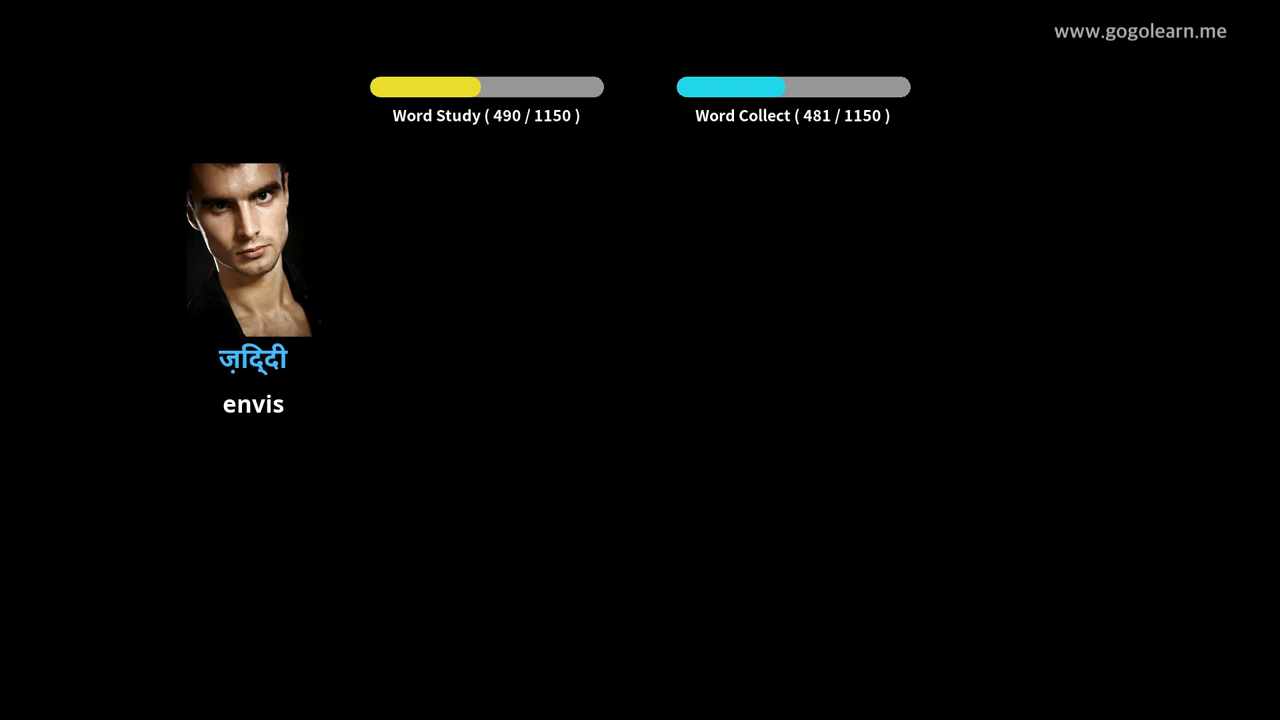 www.gogolearn.me
Word Study ( 490 / 1150 )
Word Collect ( 481 / 1150 )
ज़िद्दी
envis